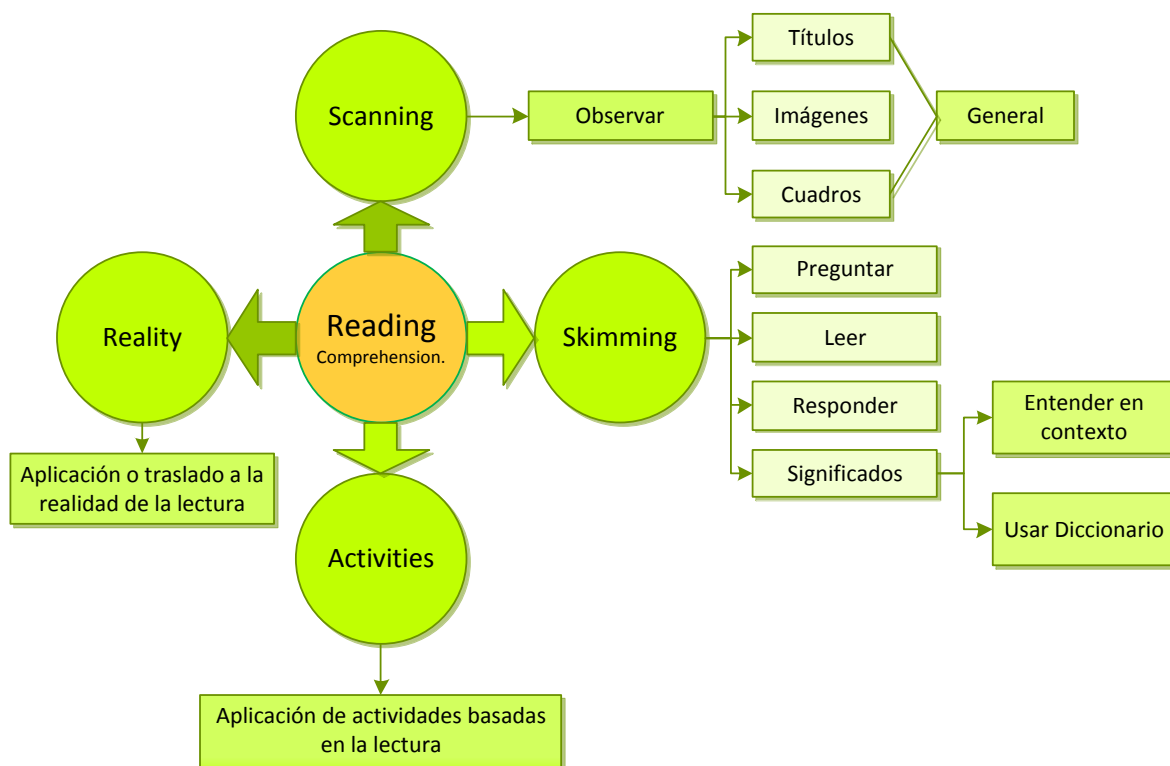 Títulos
Scanning
Observar
Imágenes
General
Cuadros
Preguntar
Reading
Comprehension.
Reality
Skimming
Leer
Responder
Entender en
contexto
Significados
Aplicación o traslado a la
realidad de la lectura
Usar Diccionario
Activities
Aplicación de actividades basadas
en la lectura